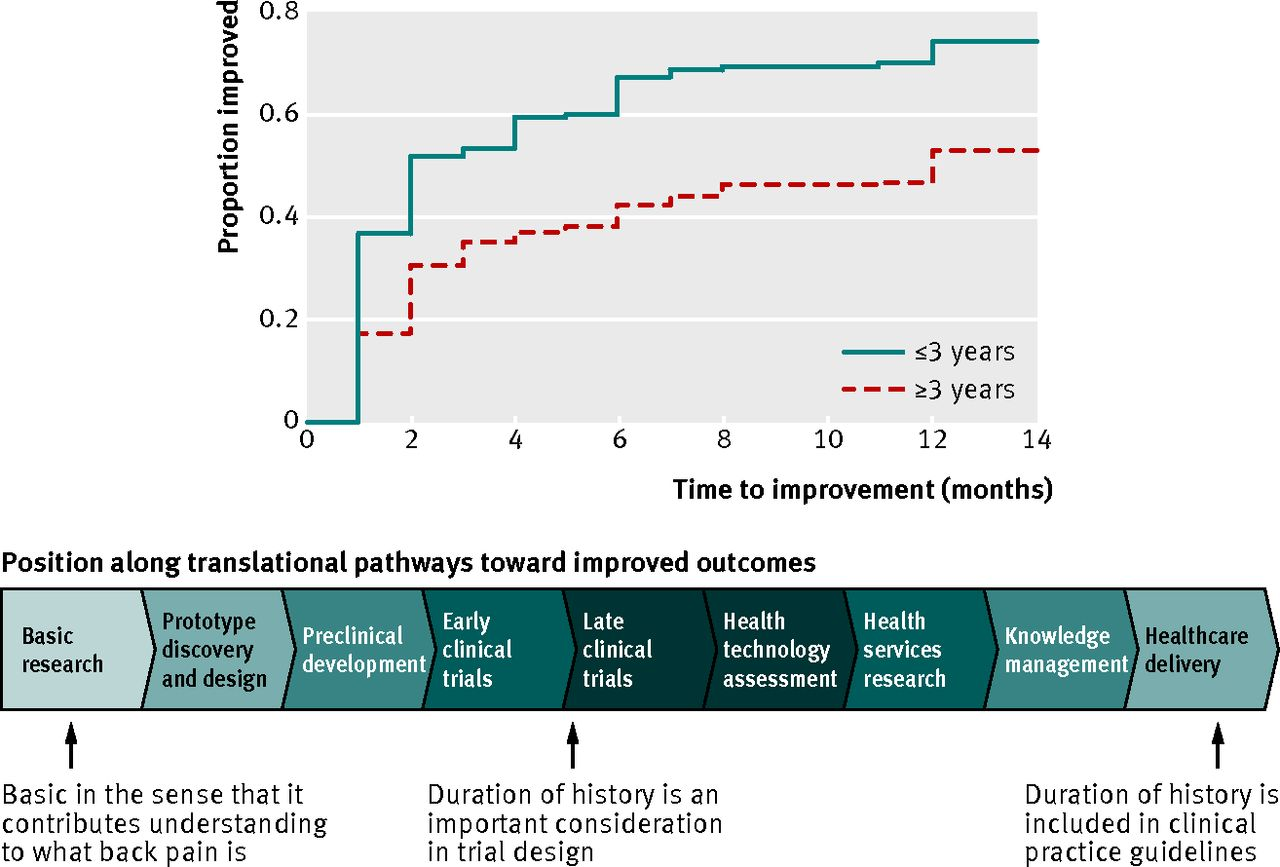 Proportion improved
0.8
0.6
0.4
0.2
0
0 2 4 6 8 10 12 14
≤3 years
≥3 years
Time to improvement (months)
Position along translational pathways toward improved outcomes
Basic
research
Prototype
discovery
and design
Preclinical
development
Early
clinical
trials
Late
clinical
trials
Health
technology
assessment
Health
services
research
Knowledge
management
Healthcare
delivery
Basic in the sense that it
contributes understanding
to what back pain is
Duration of history is an
important consideration
in trial design
Duration of history is
included in clinical
practice guidelines